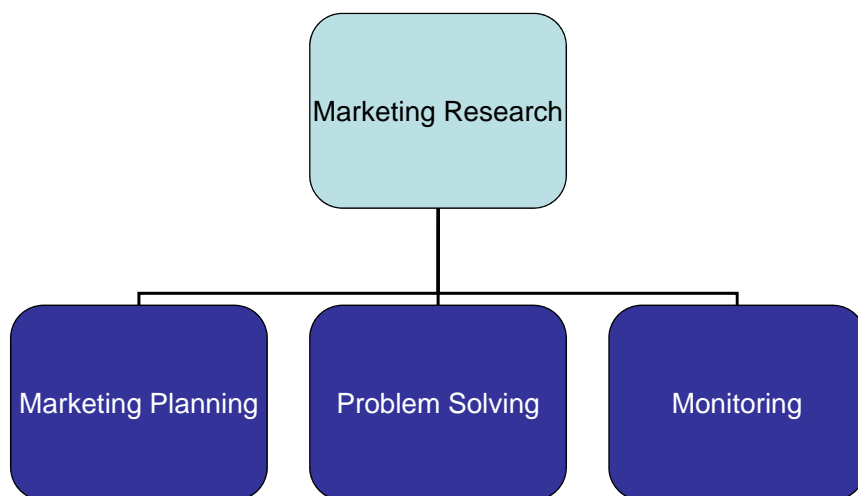 Marketing Research
Marketing Planning
Problem Solving
Monitoring